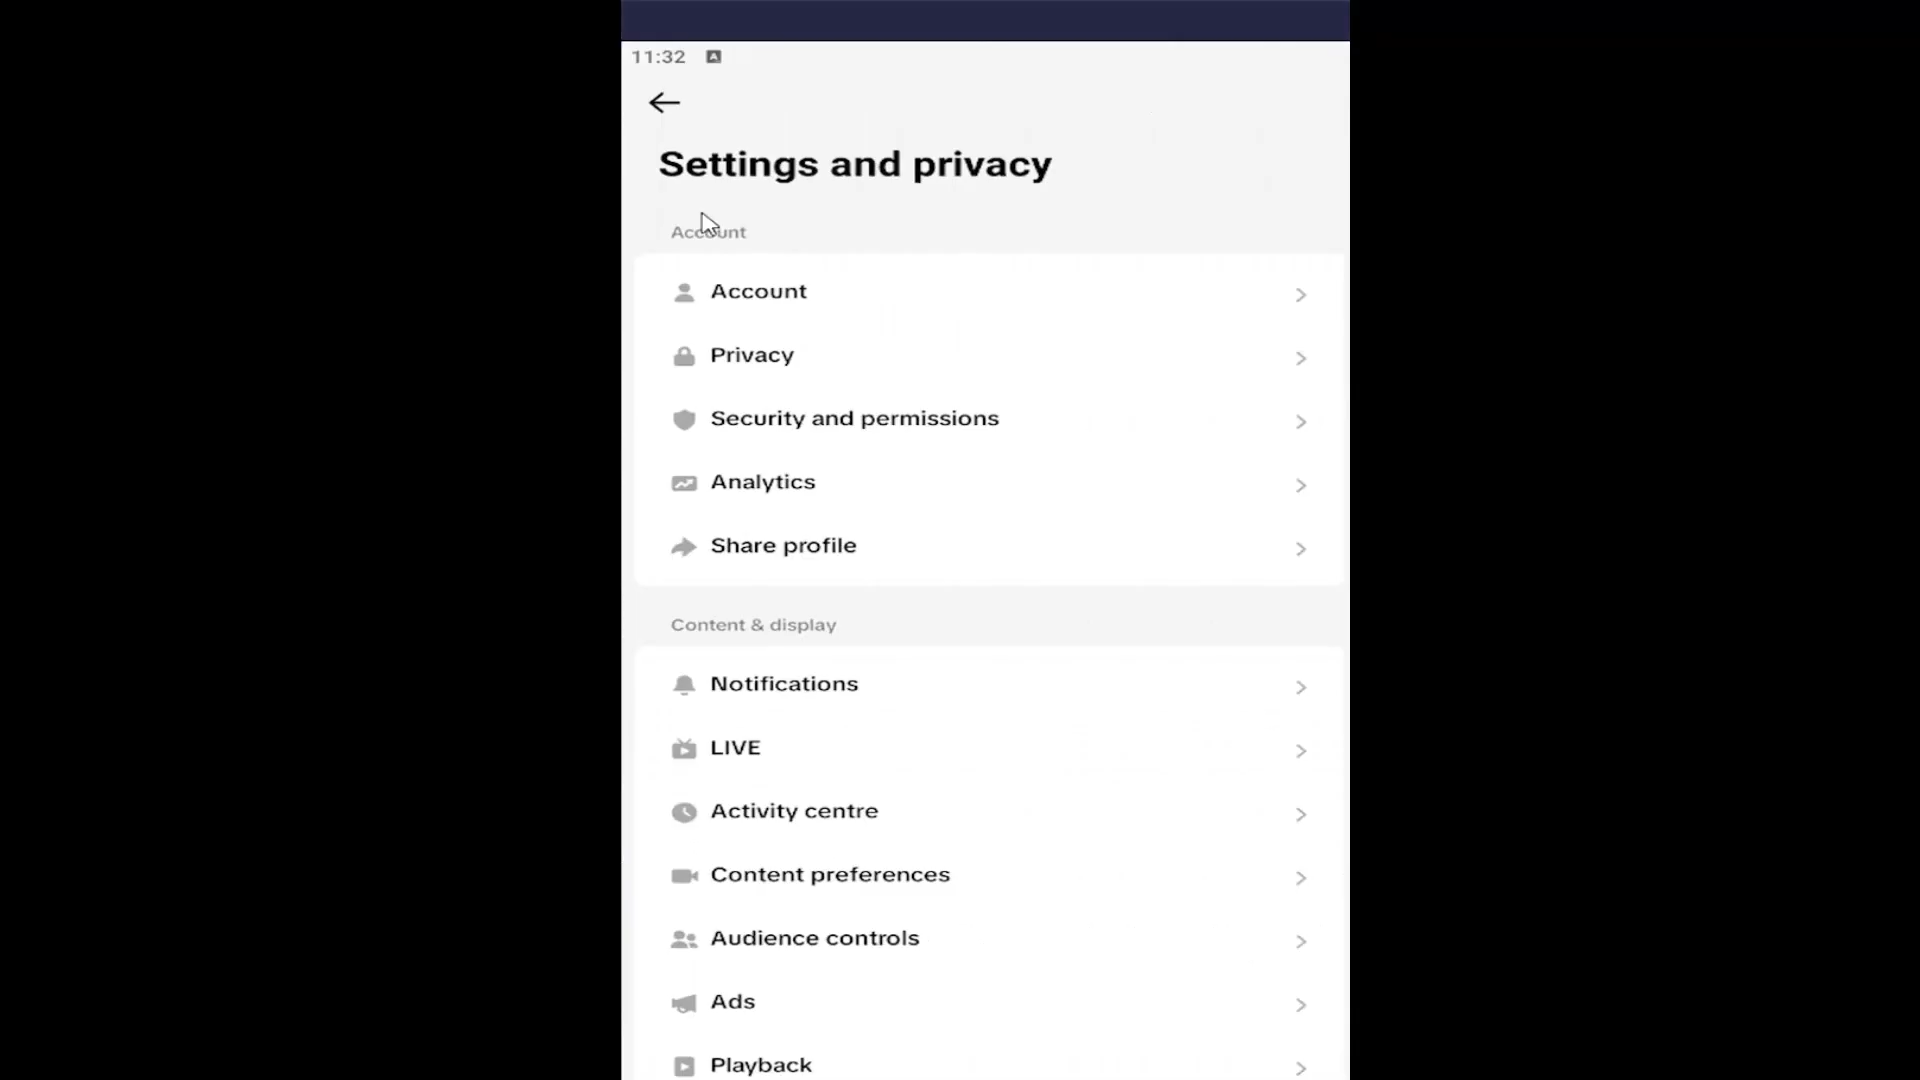 11:32 A
Settings and privacy
Account
Account
Privacy
Security and permissions
Analytics
Share profile
Content & display
Notifications
LIVE
Activity centre
Content preferences
Audience controls
Ads
Playback